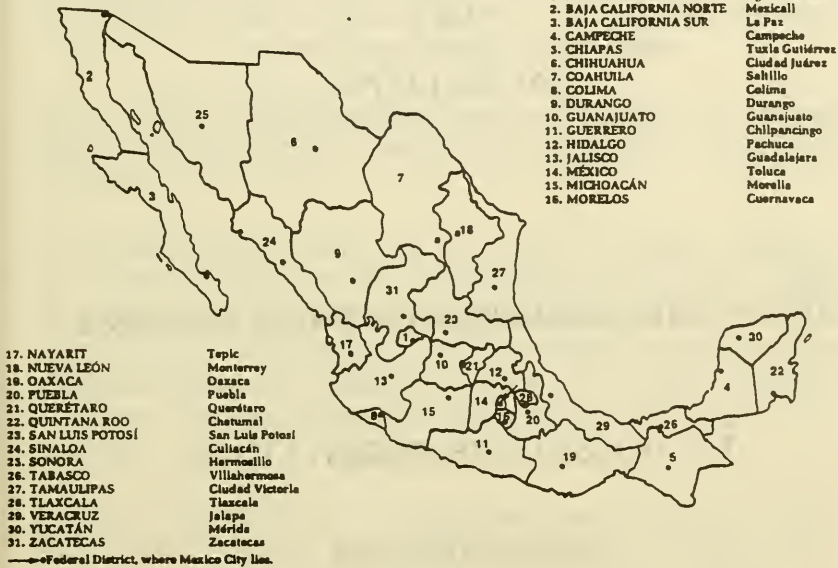 2. BAJA CALIFORNIA NORTE Mexicali
3. BAJA CALIFORNIA SUR La Paz
4. CAMPECHE Campeche
5. CHIAPAS Tuxla Gutiérrez
6. CHIHUAHUA Ciudad Juárez
7. COAHUILA Saltillo
8. COLIMA Colima
9. DURANGO Durango
10. GUANAJUATO Guanajuato
11. GUERRERO Chilpancingo
12. HIDALGO Pachuca
13. JALISCO Guadalajara
14. MÉXICO Toluca
15. MICHOACÁN Morelia
16. MORELOS Cuernavaca
2
25
6
7
3
24
9
18
27
31
23
1
17
10
21
12
13
30
4
22
8
15
14
16
28
20
29
26
11
19
5
17. NAYARIT Tepic
18. NUEVA LEÓN Monterrey
19. OAXACA Oaxaca
20. PUEBLA Puebla
21. QUERÉTARO Querétaro
22. QUINTANA ROO Chetumal
23. SAN LUIS POTOSÍ San Luis Potosí
24. SINALOA Culiacán
25. SONORA Hermosillo
26. TABASCO Villahermosa
27. TAMAULIPAS Ciudad Victoria
28. TLAXCALA Tlaxcala
29. VERACRUZ Jalapa
30. YUCATÁN Mérida
31. ZACATECAS Zacatecas
Federal District, where Mexico City lies.